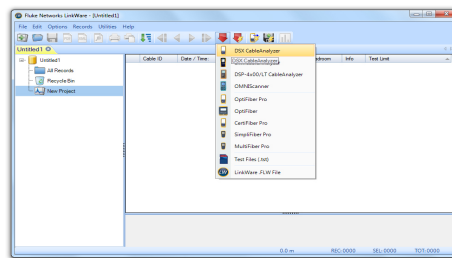 Fluke Networks LinkWare - [Untitled1]
File Edit Options Records Utilities Help
Untitled1
Cable ID Date / Time Headroom Info Test Limit
Untitled1
All Records
Recycle Bin
New Project
DSX CableAnalyzer
DSX CableAnalyzer
DSP-4x00/LT CableAnalyzer
OMNIScanner
OptiFiber Pro
OptiFiber
CertiFiber Pro
SimpliFiber Pro
MultiFiber Pro
Test Files (.tst)
LinkWare .FLW File
0.0 m REC:0000 SEL:0000 TOT:0000